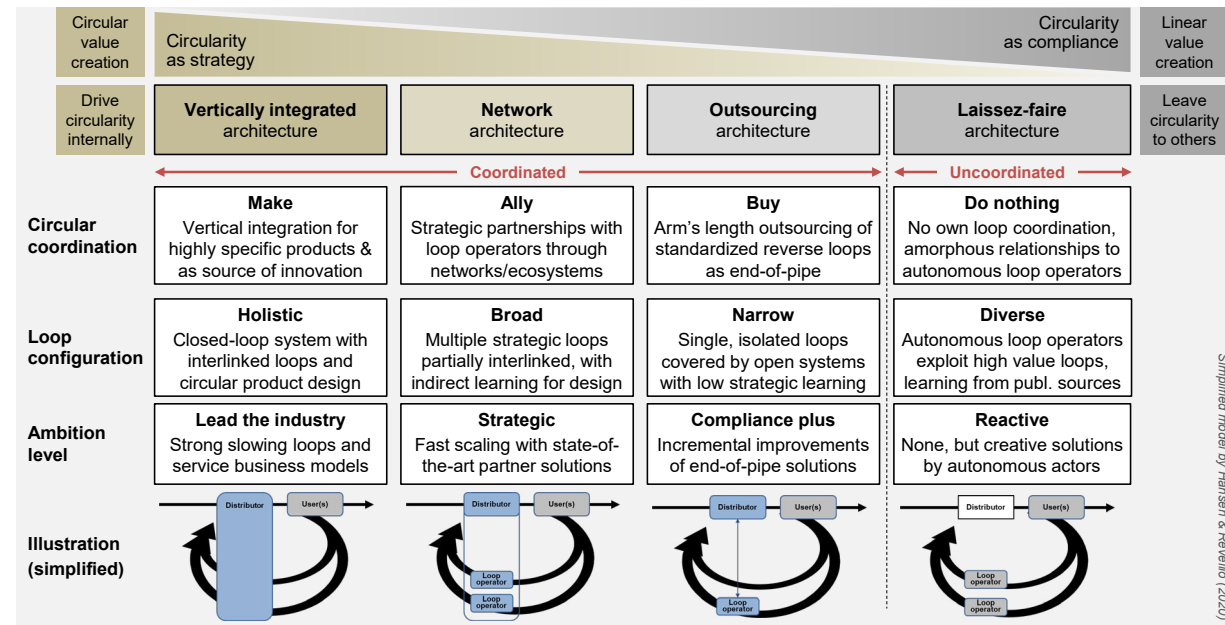 Circular
value
creation
Circularity
as strategy
Circularity
as compliance
Linear
value
creation
Drive
circularity
internally
Vertically integrated
architecture
Network
architecture
Outsourcing
architecture
Laissez-faire
architecture
Leave
circularity
to others
Coordinated
Uncoordinated
Circular
coordination
Make
Vertical integration for
highly specific products &
as source of innovation
Ally
Strategic partnerships with
loop operators through
networks/ecosystems
Buy
Arm's length outsourcing of
standardized reverse loops
as end-of-pipe
Do nothing
No own loop coordination,
amorphous relationships to
autonomous loop operators
Loop
configuration
Holistic
Closed-loop system with
interlinked loops and
circular product design
Broad
Multiple strategic loops
partially interlinked, with
indirect learning for design
Narrow
Single, isolated loops
covered by open systems
with low strategic learning
Diverse
Autonomous loop operators
exploit high value loops,
learning from publ. sources
Ambition
level
Lead the industry
Strong slowing loops and
service business models
Strategic
Fast scaling with state-of-
the-art partner solutions
Compliance plus
Incremental improvements
of end-of-pipe solutions
Reactive
None, but creative solutions
by autonomous actors
Illustration
(simplified)
Distributor
User(s)
Distributor
User(s)
Loop
operator
Loop
operator
Distributor
User(s)
Loop
operator
Distributor
User(s)
Loop
operator
Loop
operator
Simplified model by Hansen & Revellio (2020)